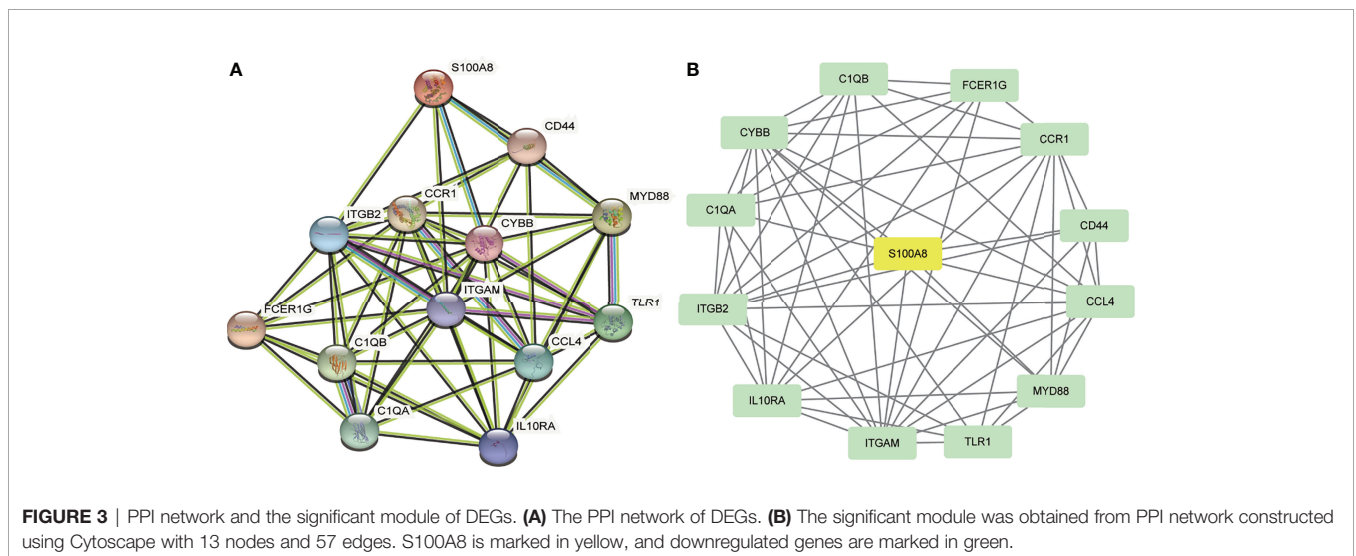 A
S100A8
CD44
MYD88
CCR1
ITGB2
CYBB
ITGAM
TLR1
FCER1G
C1QB
CCL4
C1QA
IL10RA
B
C1QB
FCER1G
CYBB
CCR1
C1QA
CD44
S100A8
ITGB2
CCL4
IL10RA
MYD88
ITGAM
TLR1
FIGURE 3 | PPI network and the significant module of DEGs. (A) The PPI network of DEGs. (B) The significant module was obtained from PPI network constructed
using Cytoscape with 13 nodes and 57 edges. S100A8 is marked in yellow, and downregulated genes are marked in green.